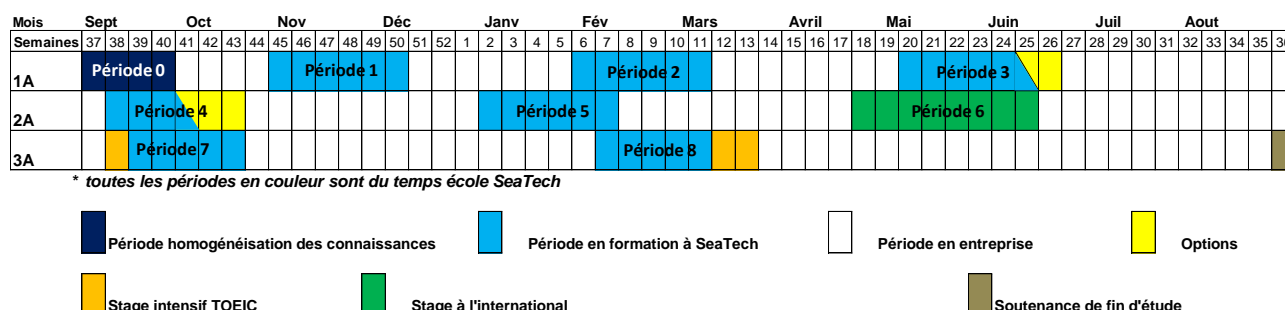 Mois Sept Oct Nov Déc Janv Fév Mars Avril Mai Juin Juil Aout
Semaines 37 38 39 40 41 42 43 44 45 46 47 48 49 50 51 52 1 2 3 4 5 6 7 8 9 10 11 12 13 14 15 16 17 18 19 20 21 22 23 24 25 26 27 28 29 30 31 32 33 34 35
1A Période 0 Période 1 Période 2 Période 3
2A Période 4 Période 5 Période 6
3A Période 7 Période 8
* toutes les périodes en couleur sont du temps école SeaTech
Période homogénéisation des connaissances Période en formation à SeaTech Période en entreprise Options
Stage intensif TOEIC Stage à l'international Soutenance de fin d'étude